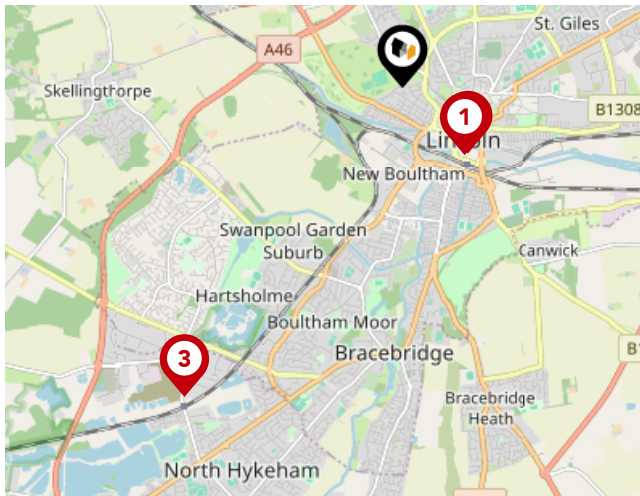 St. Giles
A46
Skellingthorpe
B1308
1
Lincoln
New Boultham
Swanpool Garden
Suburb
Canwick
Hartsholme
Boultham Moor
B1
3
Bracebridge
Bracebridge
Heath
North Hykeham